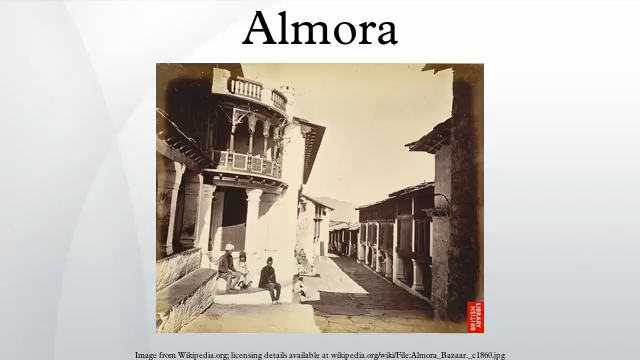 Almora
BRITISH
LIBRARY
Image from Wikipedia.org; licensing details available at wikipedia.org/wiki/File:Almora_Bazaar,_c1860.jpg